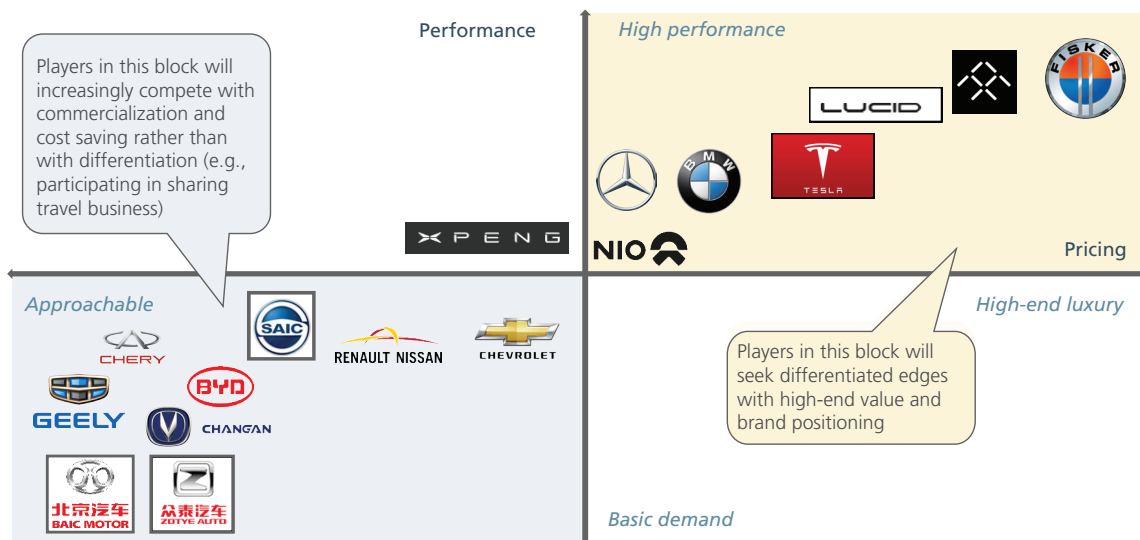 Performance
High performance
Players in this block will
increasingly compete with
commercialization and
cost saving rather than
with differentiation (e.g.,
participating in sharing
travel business)
FISKER
LUCID
BMW
TESLA
XPENG
NIO
Pricing
Approachable
High-end luxury
SAIC
CHERY
RENAULT NISSAN
CHEVROLET
Players in this block will
seek differentiated edges
with high-end value and
brand positioning
BYD
GEELY
CHANGAN
北京汽车
BAIC MOTOR
众泰汽车
ZOTYE AUTO
Basic demand